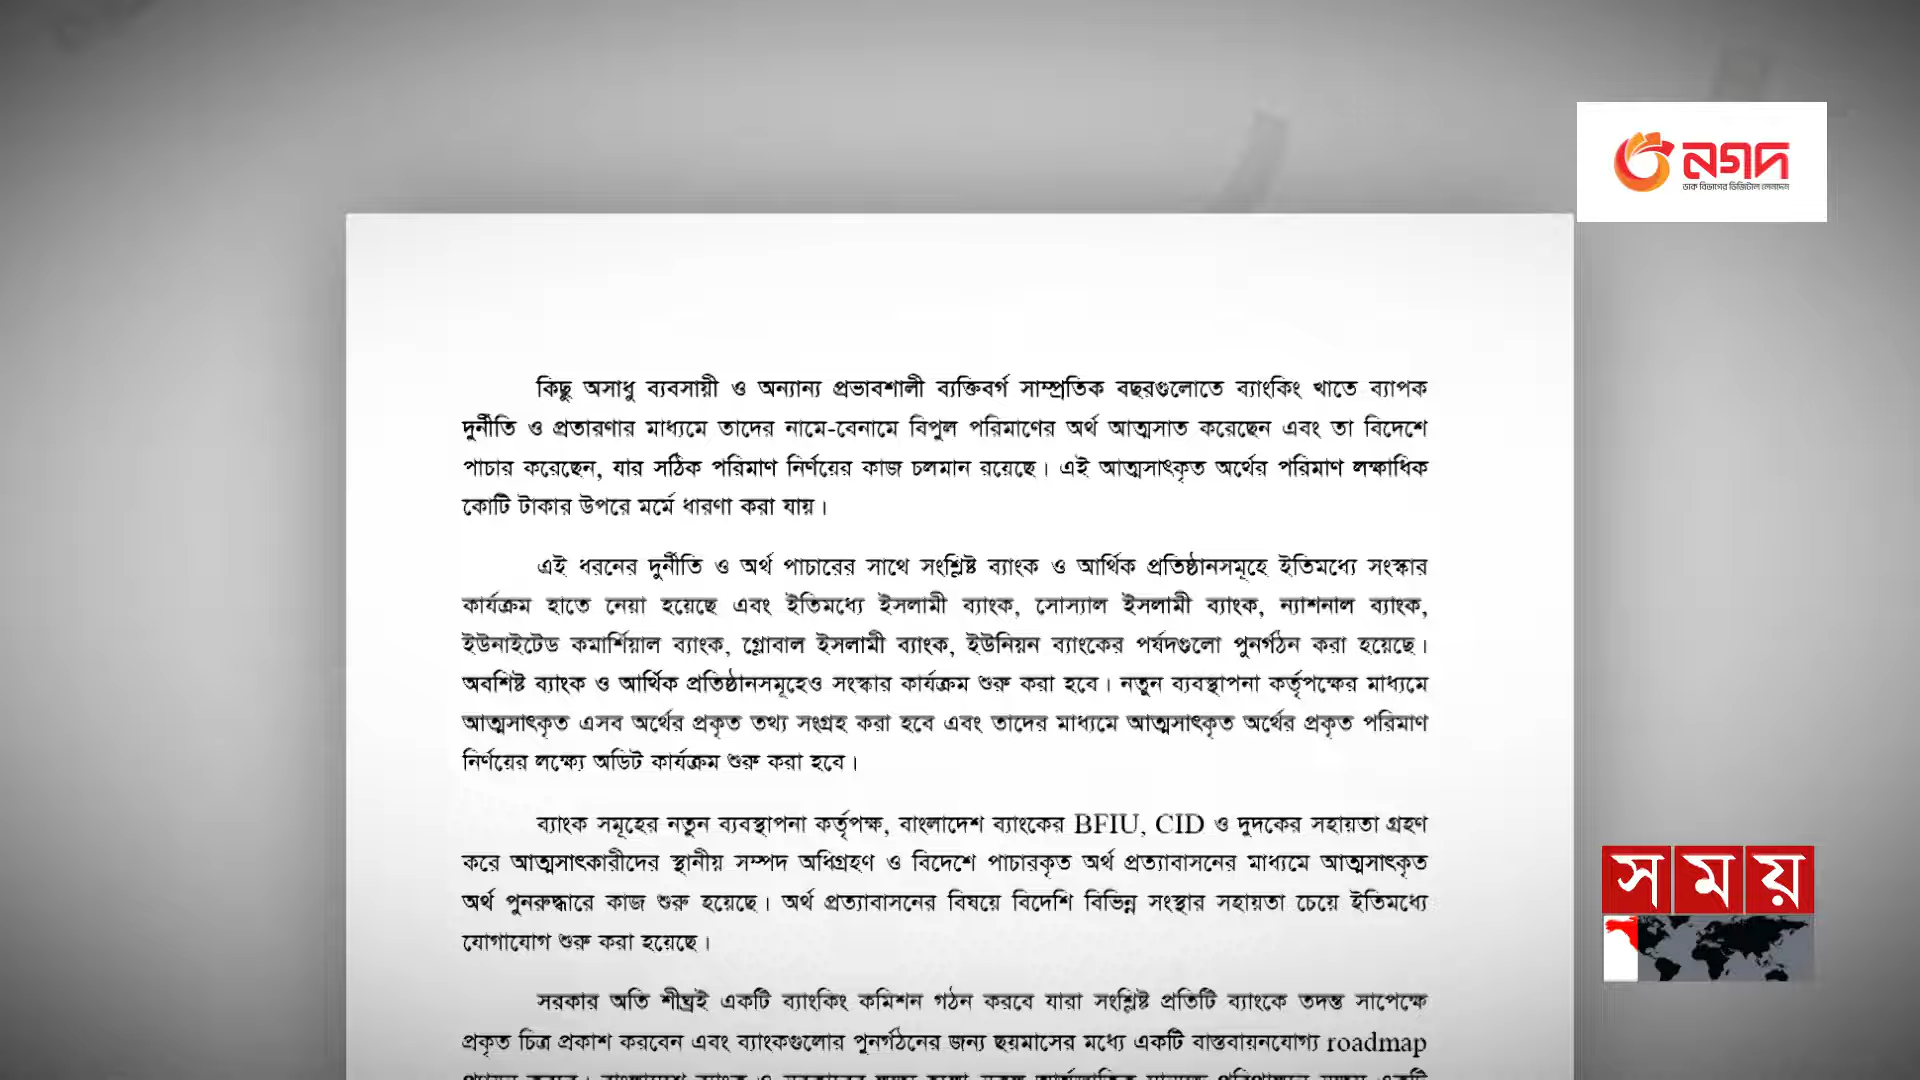 নগদ
ডাক বিভাগের ডিজিটাল লেনদেন
কিছু অসাধু ব্যবসায়ী ও অন্যান্য প্রভাবশালী ব্যক্তিবর্গ সাম্প্রতিক বছরগুলোতে ব্যাংকিং খাতে ব্যাপক
দুর্নীতি ও প্রতারণার মাধ্যমে তাদের নামে-বেনামে বিপুল পরিমাণের অর্থ আত্মসাত করেছেন এবং তা বিদেশে
পাচার করেছেন, যার সঠিক পরিমাণ নির্ণয়ের কাজ চলমান রয়েছে। এই আত্মসাৎকৃত অর্থের পরিমাণ লক্ষাধিক
কোটি টাকার উপরে মর্মে ধারণা করা যায়।
এই ধরনের দুর্নীতি ও অর্থ পাচারের সাথে সংশ্লিষ্ট ব্যাংক ও আর্থিক প্রতিষ্ঠানসমূহে ইতিমধ্যে সংস্কার
কার্যক্রম হাতে নেয়া হয়েছে এবং ইতিমধ্যে ইসলামী ব্যাংক, সোস্যাল ইসলামী ব্যাংক, ন্যাশনাল ব্যাংক,
ইউনাইটেড কমার্শিয়াল ব্যাংক, গ্লোবাল ইসলামী ব্যাংক, ইউনিয়ন ব্যাংকের পর্ষদগুলো পুনর্গঠন করা হয়েছে।
অবশিষ্ট ব্যাংক ও আর্থিক প্রতিষ্ঠানসমূহেও সংস্কার কার্যক্রম শুরু করা হবে। নতুন ব্যবস্থাপনা কর্তৃপক্ষের মাধ্যমে
আত্মসাৎকৃত এসব অর্থের প্রকৃত তথ্য সংগ্রহ করা হবে এবং তাদের মাধ্যমে আত্মসাৎকৃত অর্থের প্রকৃত পরিমাণ
নির্ণয়ের লক্ষ্যে অডিট কার্যক্রম শুরু করা হবে।
ব্যাংক সমূহের নতুন ব্যবস্থাপনা কর্তৃপক্ষ, বাংলাদেশ ব্যাংকের BFIU, CID ও দুদকের সহায়তা গ্রহণ
করে আত্মসাৎকারীদের স্থানীয় সম্পদ অধিগ্রহণ ও বিদেশে পাচারকৃত অর্থ প্রত্যাবাসনের মাধ্যমে আত্মসাৎকৃত
অর্থ পুনরুদ্ধারে কাজ শুরু হয়েছে। অর্থ প্রত্যাবাসনের বিষয়ে বিদেশি বিভিন্ন সংস্থার সহায়তা চেয়ে ইতিমধ্যে
যোগাযোগ শুরু করা হয়েছে।
সময়
সরকার অতি শীঘ্রই একটি ব্যাংকিং কমিশন গঠন করবে যারা সংশ্লিষ্ট প্রতিটি ব্যাংকে তদন্ত সাপেক্ষে
প্রকৃত চিত্র প্রকাশ করবেন এবং ব্যাংকগুলোর পুনর্গঠনের জন্য ছয়মাসের মধ্যে একটি বাস্তবায়নযোগ্য roadmap